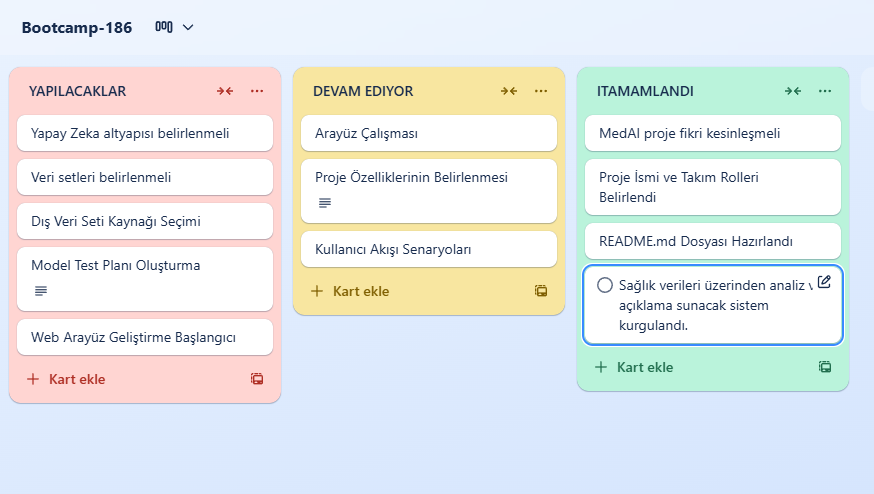 Bootcamp-186
YAPILACAKLAR
Yapay Zeka altyapısı belirlenmeli
Veri setleri belirlenmeli
Dış Veri Seti Kaynağı Seçimi
Model Test Planı Oluşturma
Web Arayüz Geliştirme Başlangıcı
Kart ekle
DEVAM EDIYOR
Arayüz Çalışması
Proje Özelliklerinin Belirlenmesi
Kullanıcı Akışı Senaryoları
Kart ekle
ITAMAMLANDI
MedAI proje fikri kesinleşmeli
Proje İsmi ve Takım Rolleri
Belirlendi
README.md Dosyası Hazırlandı
Sağlık verileri üzerinden analiz
açıklama sunacak sistem
kurgulandı.
Kart ekle